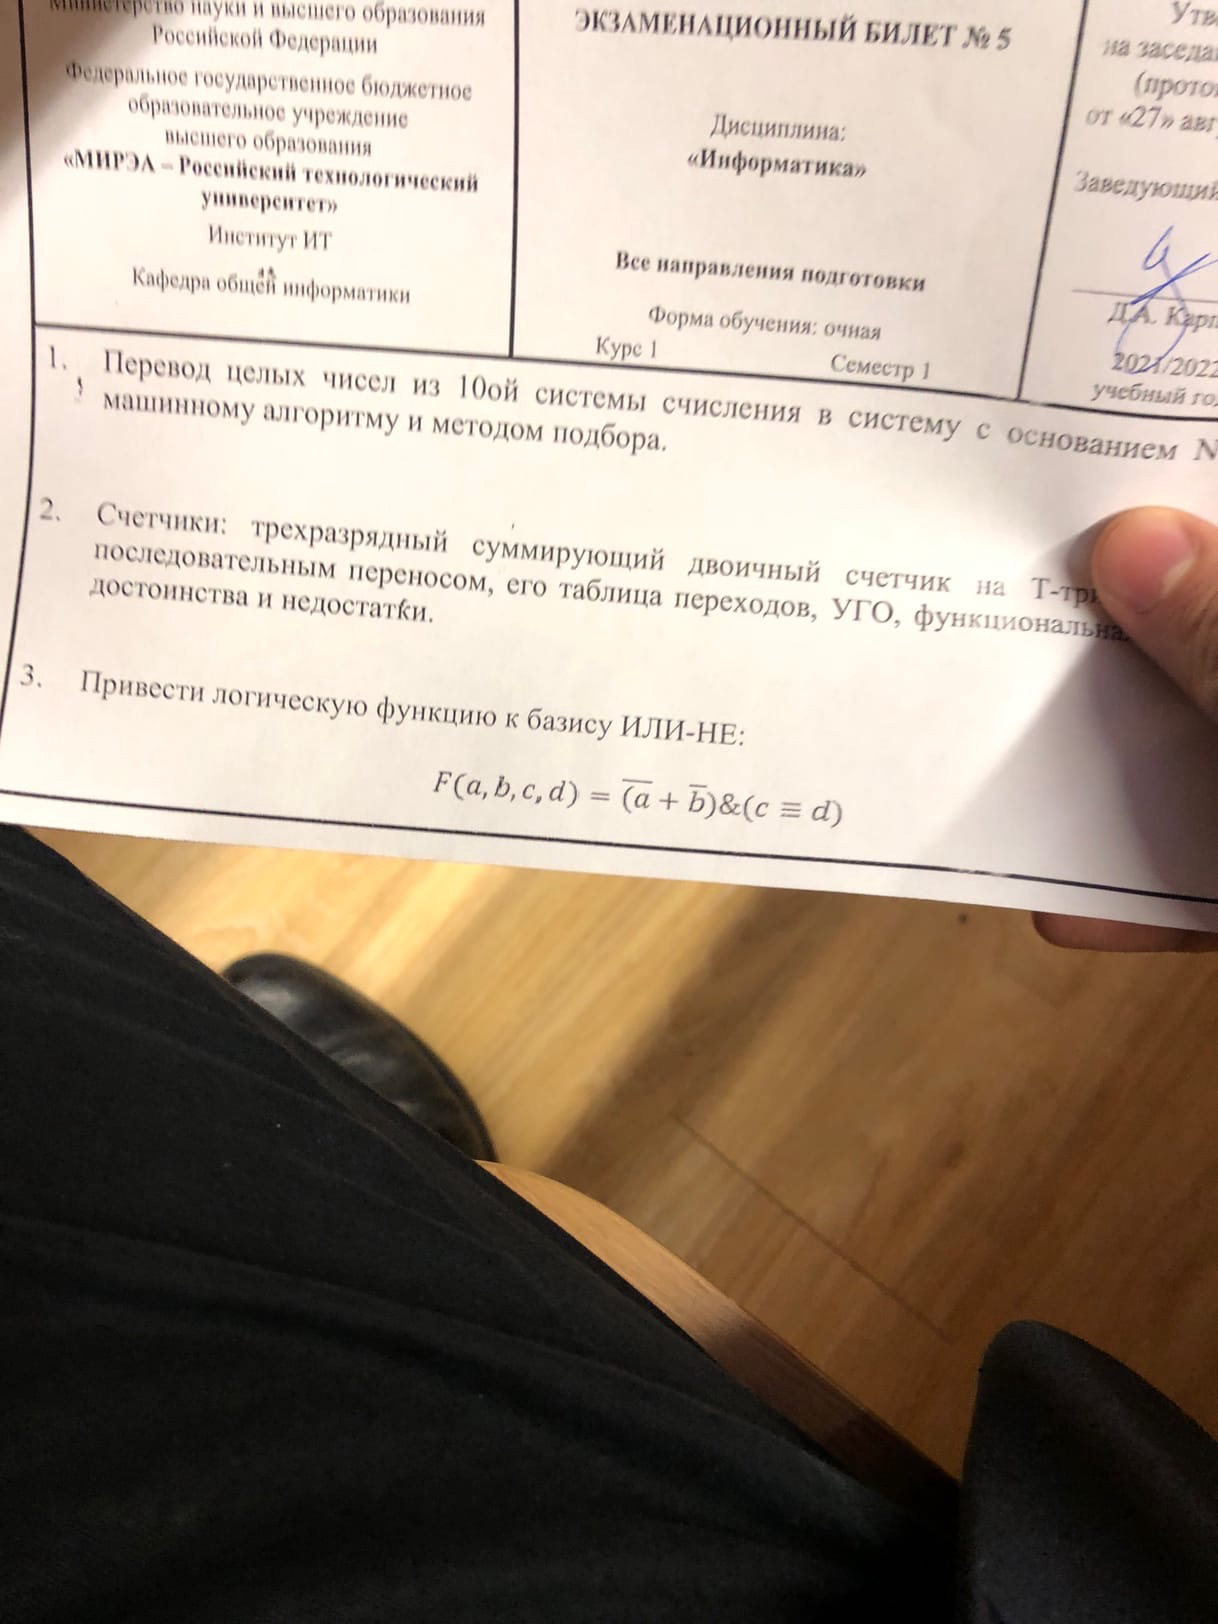 Министерство науки и высшего образования
Российской Федерации
Федеральное государственное бюджетное
образовательное учреждение
высшего образования
«МИРЭА – Российский технологический
университет»
Институт ИТ
Кафедра общей информатики
ЭКЗАМЕНАЦИОННЫЙ БИЛЕТ № 5
Дисциплина:
«Информатика»
Все направления подготовки
Форма обучения: очная
Курс 1 Семестр 1
Утв
на заседа
(прото
от «27» авг
Заведующий
Д.А. Кар
2021/2022
учебный го
1. Перевод целых чисел из 10ой системы счисления в систему с основанием N
машинному алгоритму и методом подбора.
2. Счетчики: трехразрядный суммирующий двоичный счетчик на Т-три
последовательным переносом, его таблица переходов, УГО, функциональна
достоинства и недостатки.
3. Привести логическую функцию к базису ИЛИ-НЕ:
F(a, b, c, d) = (a̅ + b̅)&(c ≡ d)